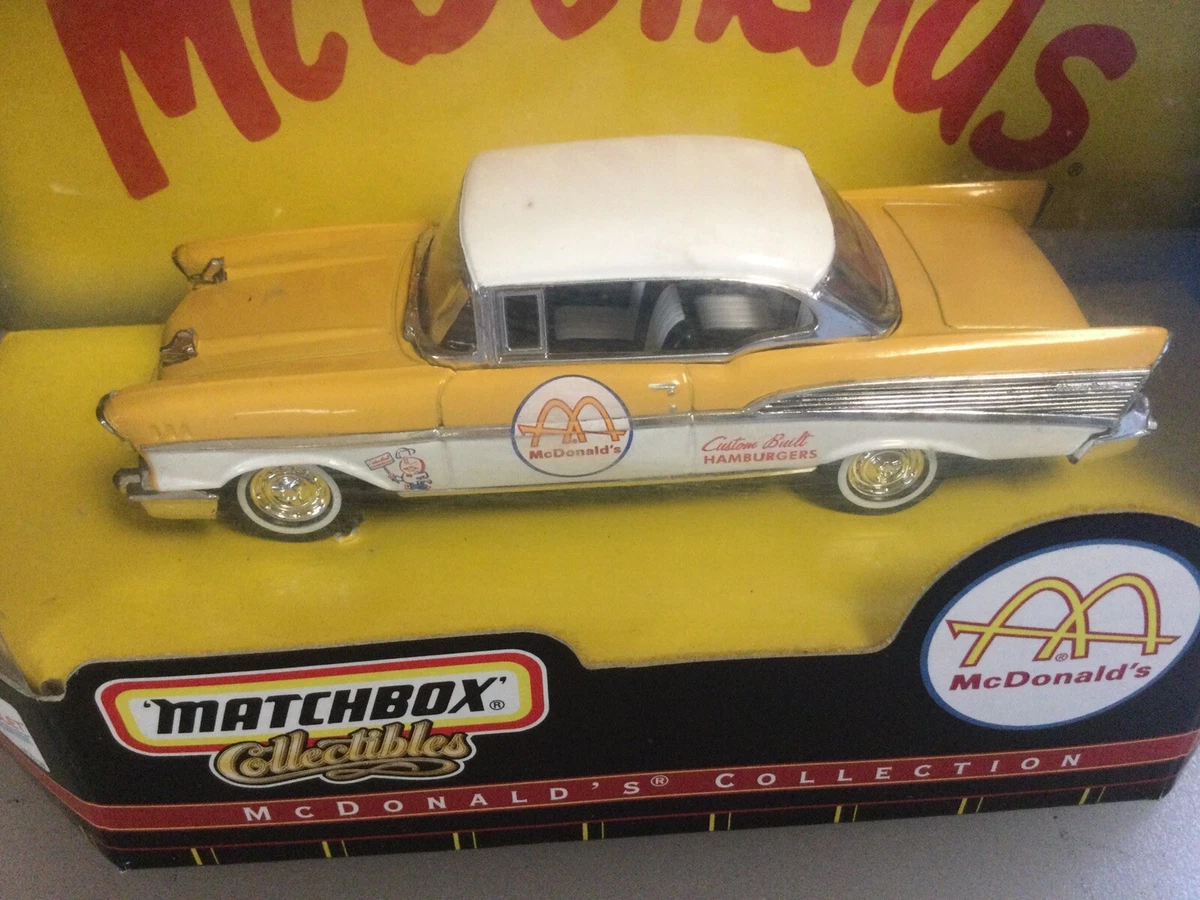 McDonald's®
McDonald's
Custom Built
HAMBURGERS
McDonald's
'MATCHBOX'®
Collectibles
McDONALD'S® COLLECTION